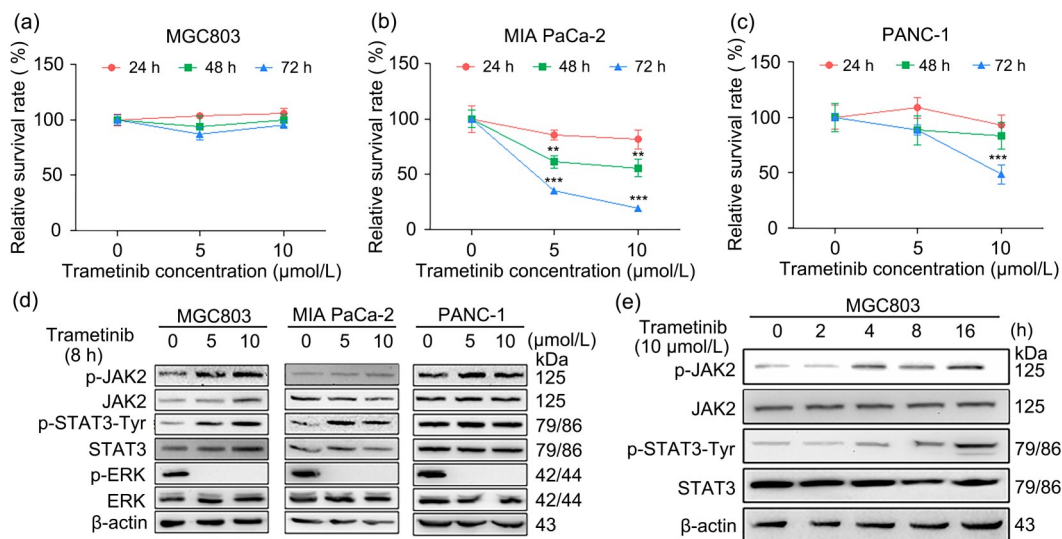 (a)
MGC803
Relative survival rate (%)
150
100
50
0
24 h 48 h 72 h
0 5 10
Trametinib concentration (μmol/L)
(b)
MIA PaCa-2
Relative survival rate (%)
150
100
50
0
24 h 48 h 72 h
** **
*** ***
0 5 10
Trametinib concentration (μmol/L)
(c)
PANC-1
Relative survival rate (%)
150
100
50
0
24 h 48 h 72 h
***
0 5 10
Trametinib concentration (μmol/L)
(d)
MGC803 MIA PaCa-2 PANC-1
Trametinib 0 5 10 0 5 10 0 5 10 (μmol/L)
(8 h) kDa
p-JAK2 125
JAK2 125
p-STAT3-Tyr 79/86
STAT3 79/86
p-ERK 42/44
ERK 42/44
β-actin 43
(e)
MGC803
Trametinib 0 2 4 8 16 (h)
(10 μmol/L) kDa
p-JAK2 125
JAK2 125
p-STAT3-Tyr 79/86
STAT3 79/86
β-actin 43